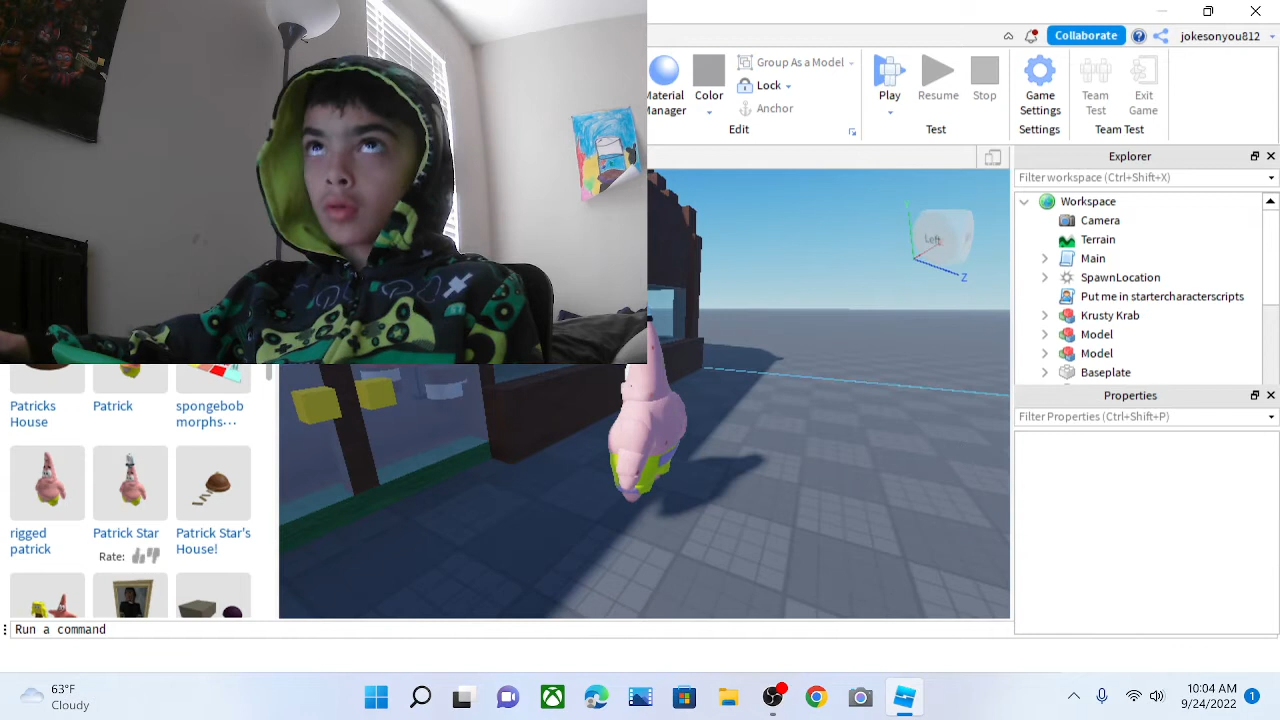 Collaborate
jokesonyou812
Material Manager
Color
Group As a Model
Lock
Anchor
Edit
Play
Resume
Stop
Test
Game Settings
Settings
Team Test
Exit Game
Team Test
Explorer
Filter workspace (Ctrl+Shift+X)
Workspace
Camera
Terrain
Main
SpawnLocation
Put me in startercharacterscripts
Krusty Krab
Model
Model
Baseplate
Properties
Filter Properties (Ctrl+Shift+P)
Left
Y
Z
Patricks House
Patrick
spongebob morphs...
rigged patrick
Patrick Star
Patrick Star's House!
Rate:
Run a command
63°F
Cloudy
10:04 AM
9/24/2022
1